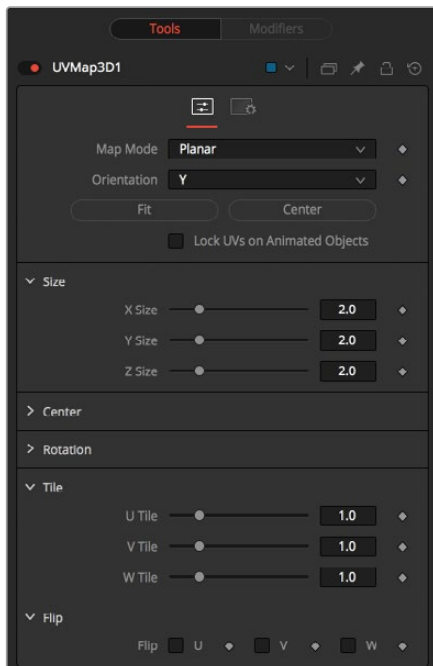 Tools Modifiers
UVMap3D1
Map Mode Planar
Orientation Y
Fit Center
Lock UVs on Animated Objects
Size
X Size 2.0
Y Size 2.0
Z Size 2.0
Center
Rotation
Tile
U Tile 1.0
V Tile 1.0
W Tile 1.0
Flip
Flip U V W